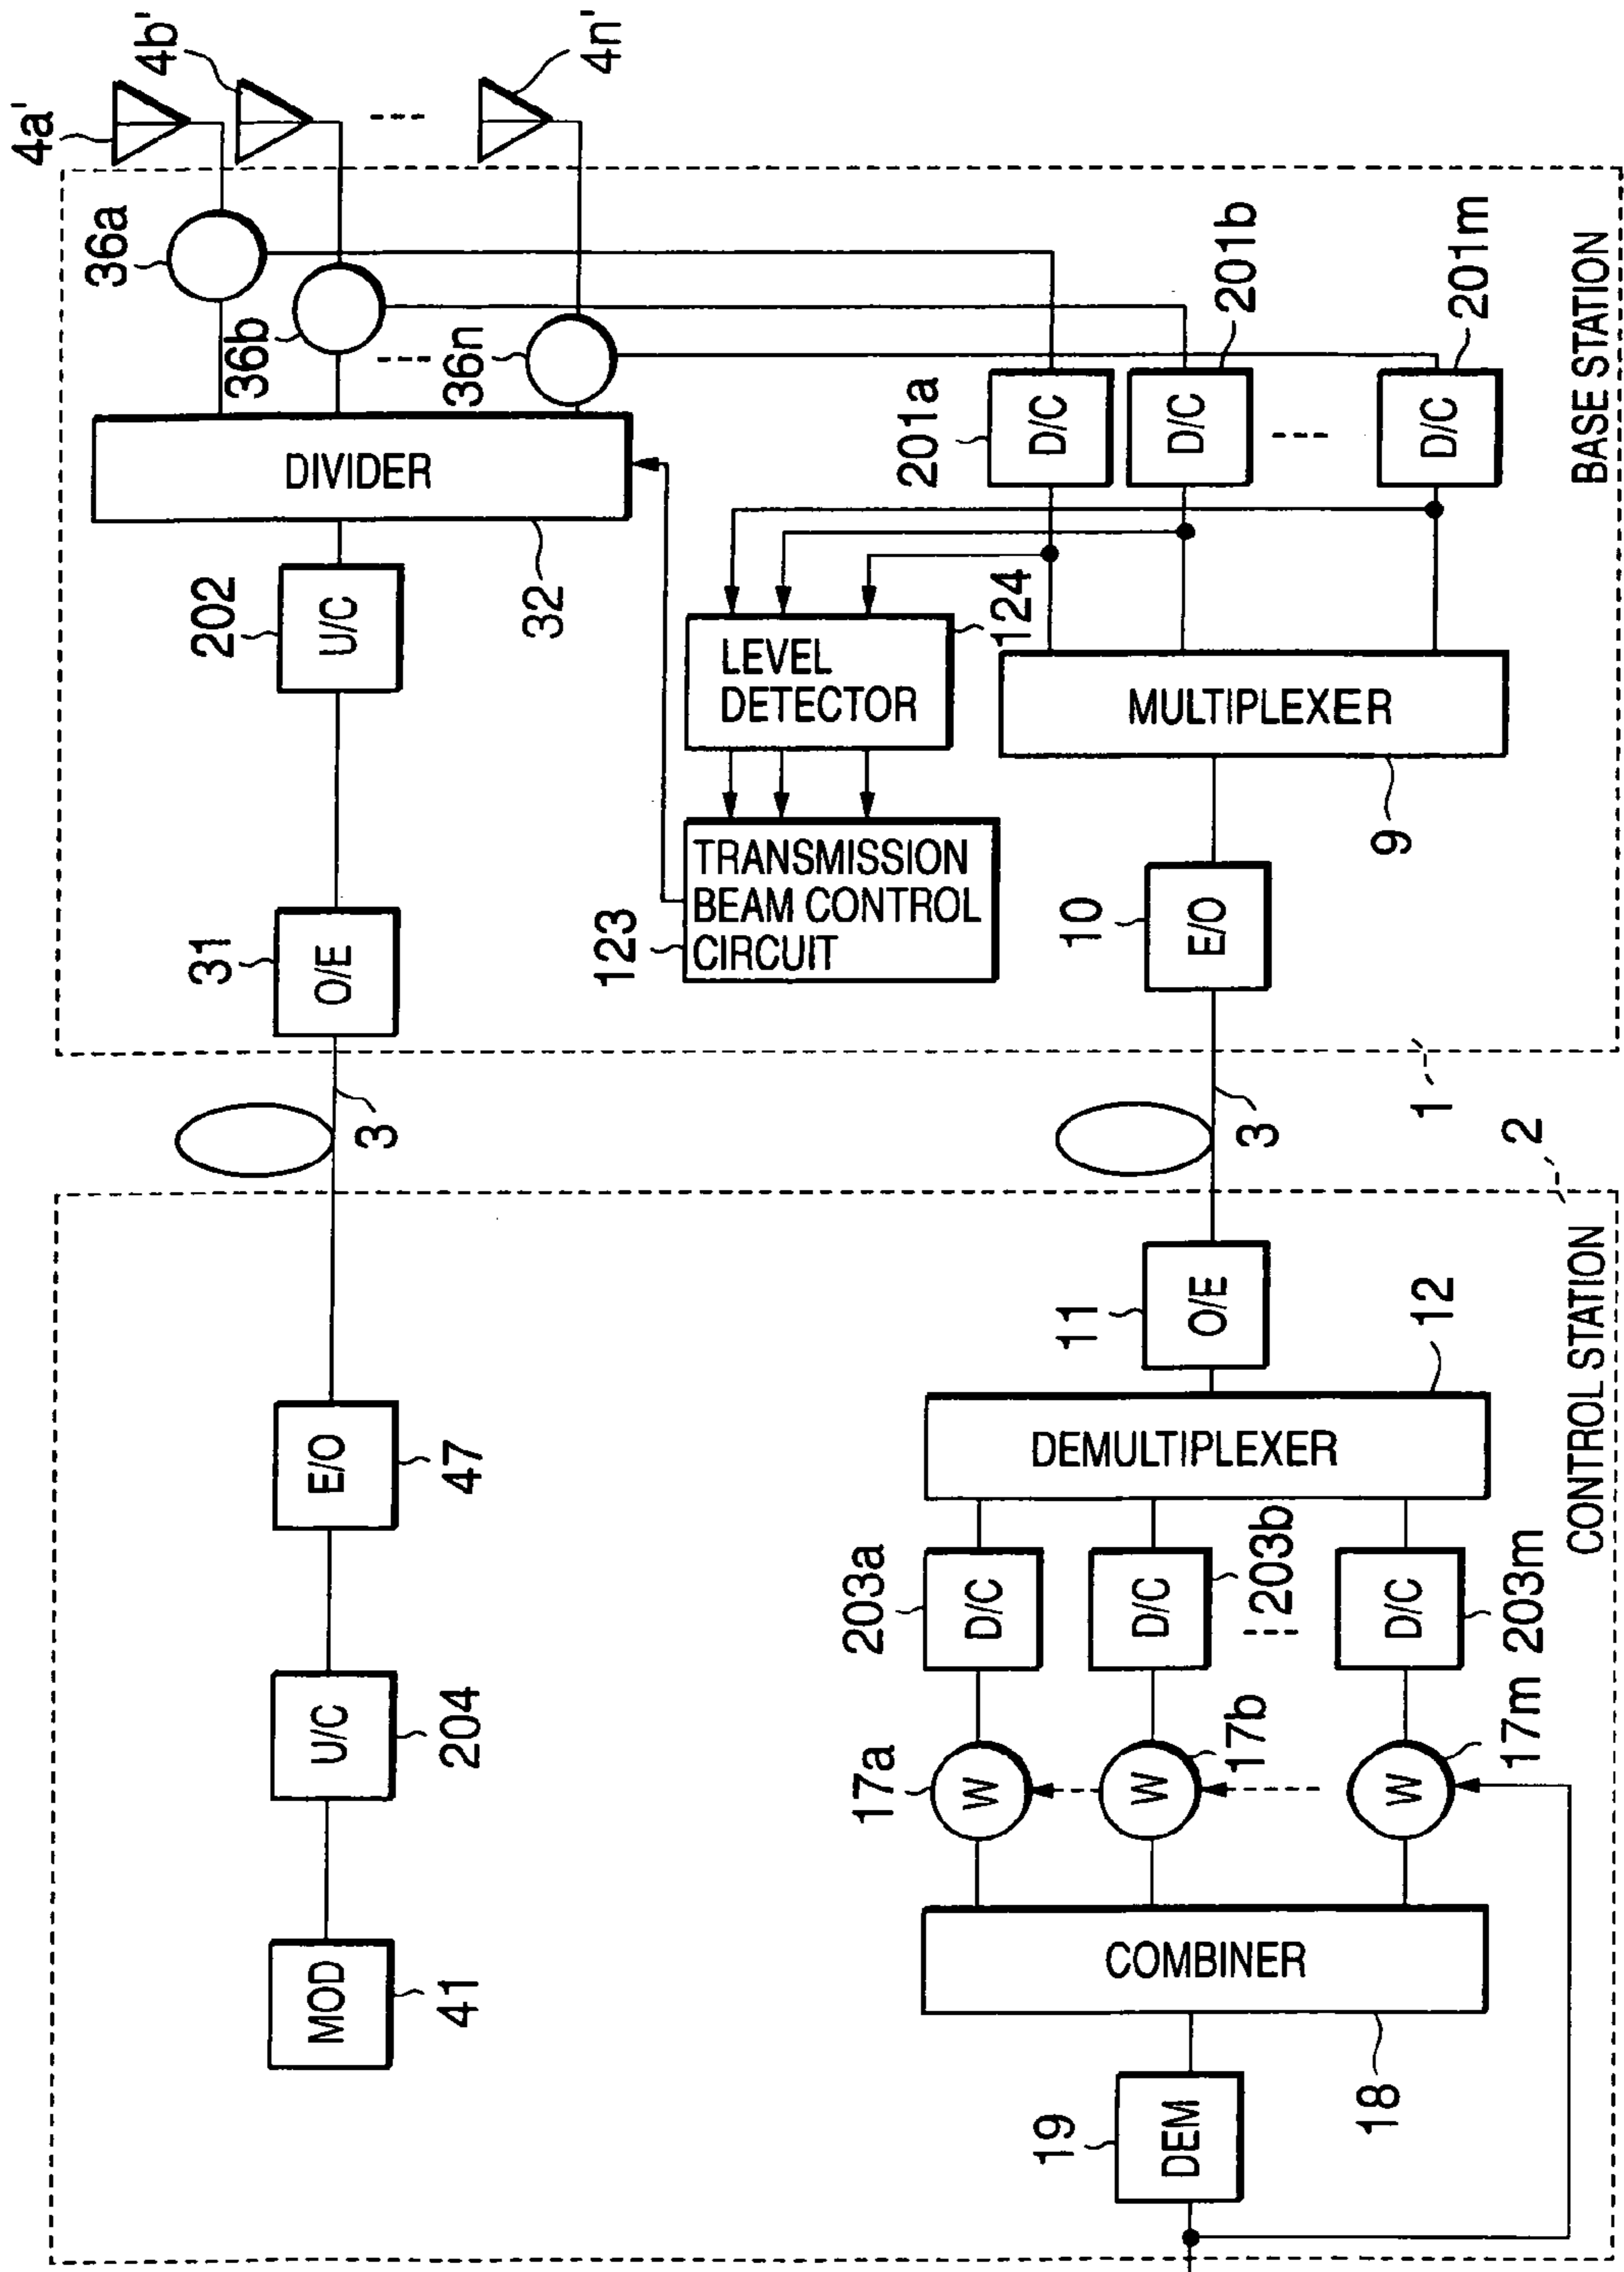 4a'
4b'
4n'
36a
36b
36n
DIVIDER
32
U/C
202
O/E
31
3
LEVEL
DETECTOR
124
TRANSMISSION
BEAM CONTROL
CIRCUIT
123
D/C
201a
D/C
201b
D/C
201m
MULTIPLEXER
9
E/O
10
3
BASE STATION
1
2
E/O
47
U/C
204
MOD
41
O/E
11
DEMULTIPLEXER
12
D/C
203a
D/C
203b
D/C
203m
W
17a
W
17b
W
17m
COMBINER
18
DEM
19
CONTROL STATION